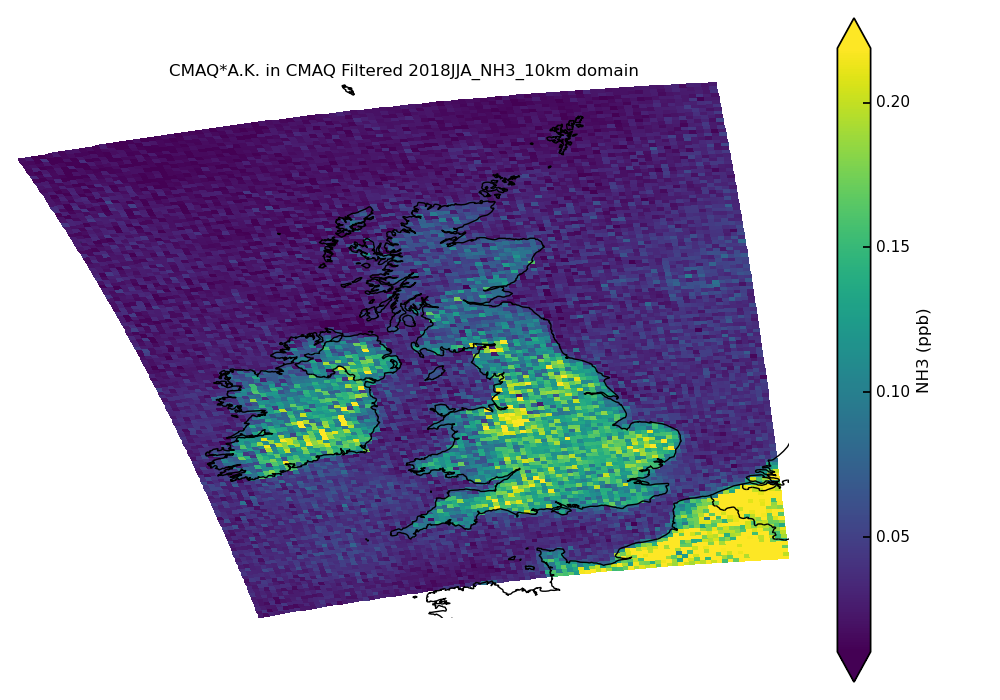 CMAQ*A.K. in CMAQ Filtered 2018JJA_NH3_10km domain
0.20
0.15
0.10
0.05
NH3 (ppb)